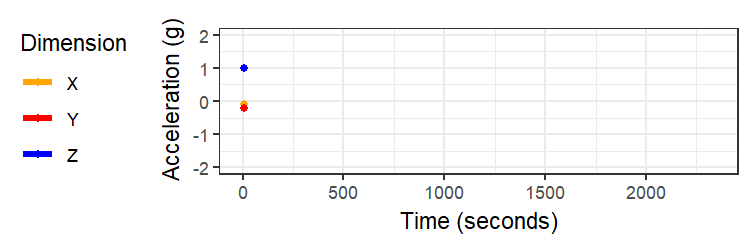 Dimension
X
Y
Z
Acceleration (g)
2
1
0
-1
-2
0 500 1000 1500 2000
Time (seconds)